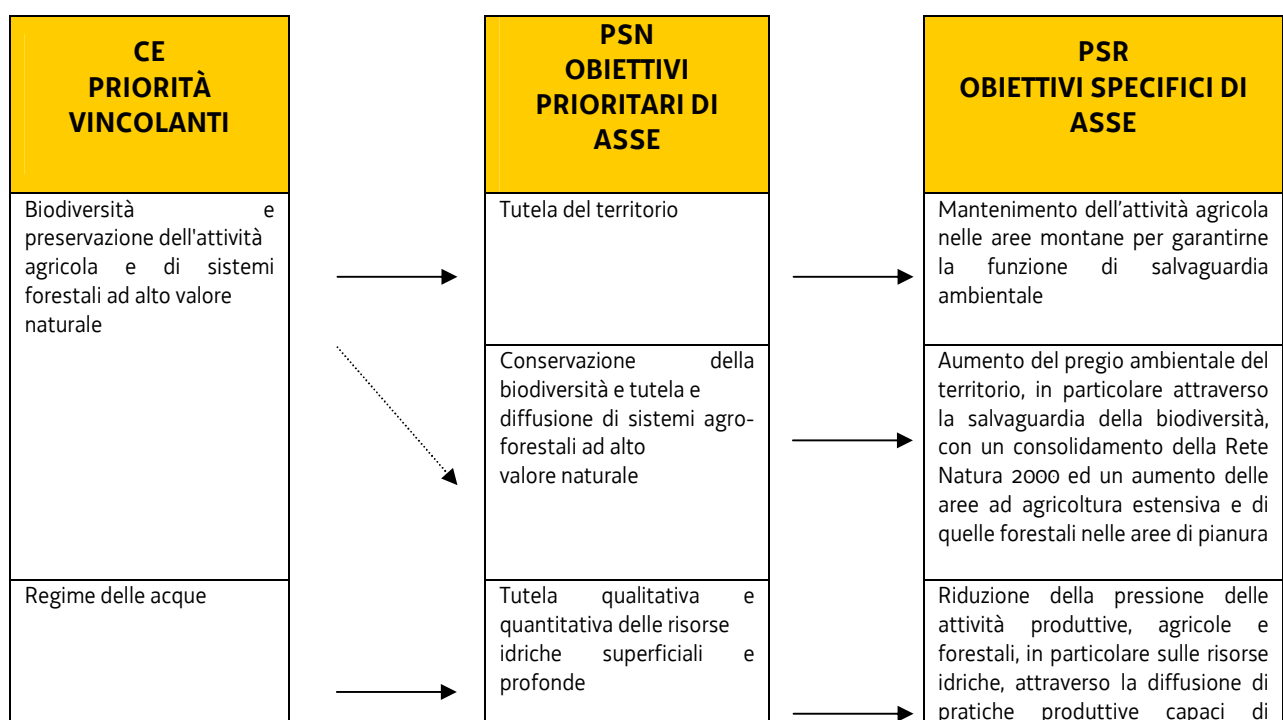 CE
PRIORITÀ
VINCOLANTI
PSN
OBIETTIVI
PRIORITARI DI
ASSE
PSR
OBIETTIVI SPECIFICI DI
ASSE
Biodiversità e
preservazione dell'attività
agricola e di sistemi
forestali ad alto valore
naturale
Tutela del territorio
Mantenimento dell’attività agricola
nelle aree montane per garantirne
la funzione di salvaguardia
ambientale
Conservazione della
biodiversità e tutela e
diffusione di sistemi agro-
forestali ad alto
valore naturale
Aumento del pregio ambientale del
territorio, in particolare attraverso
la salvaguardia della biodiversità,
con un consolidamento della Rete
Natura 2000 ed un aumento delle
aree ad agricoltura estensiva e di
quelle forestali nelle aree di pianura
Regime delle acque
Tutela qualitativa e
quantitativa delle risorse
idriche superficiali e
profonde
Riduzione della pressione delle
attività produttive, agricole e
forestali, in particolare sulle risorse
idriche, attraverso la diffusione di
pratiche produttive capaci di